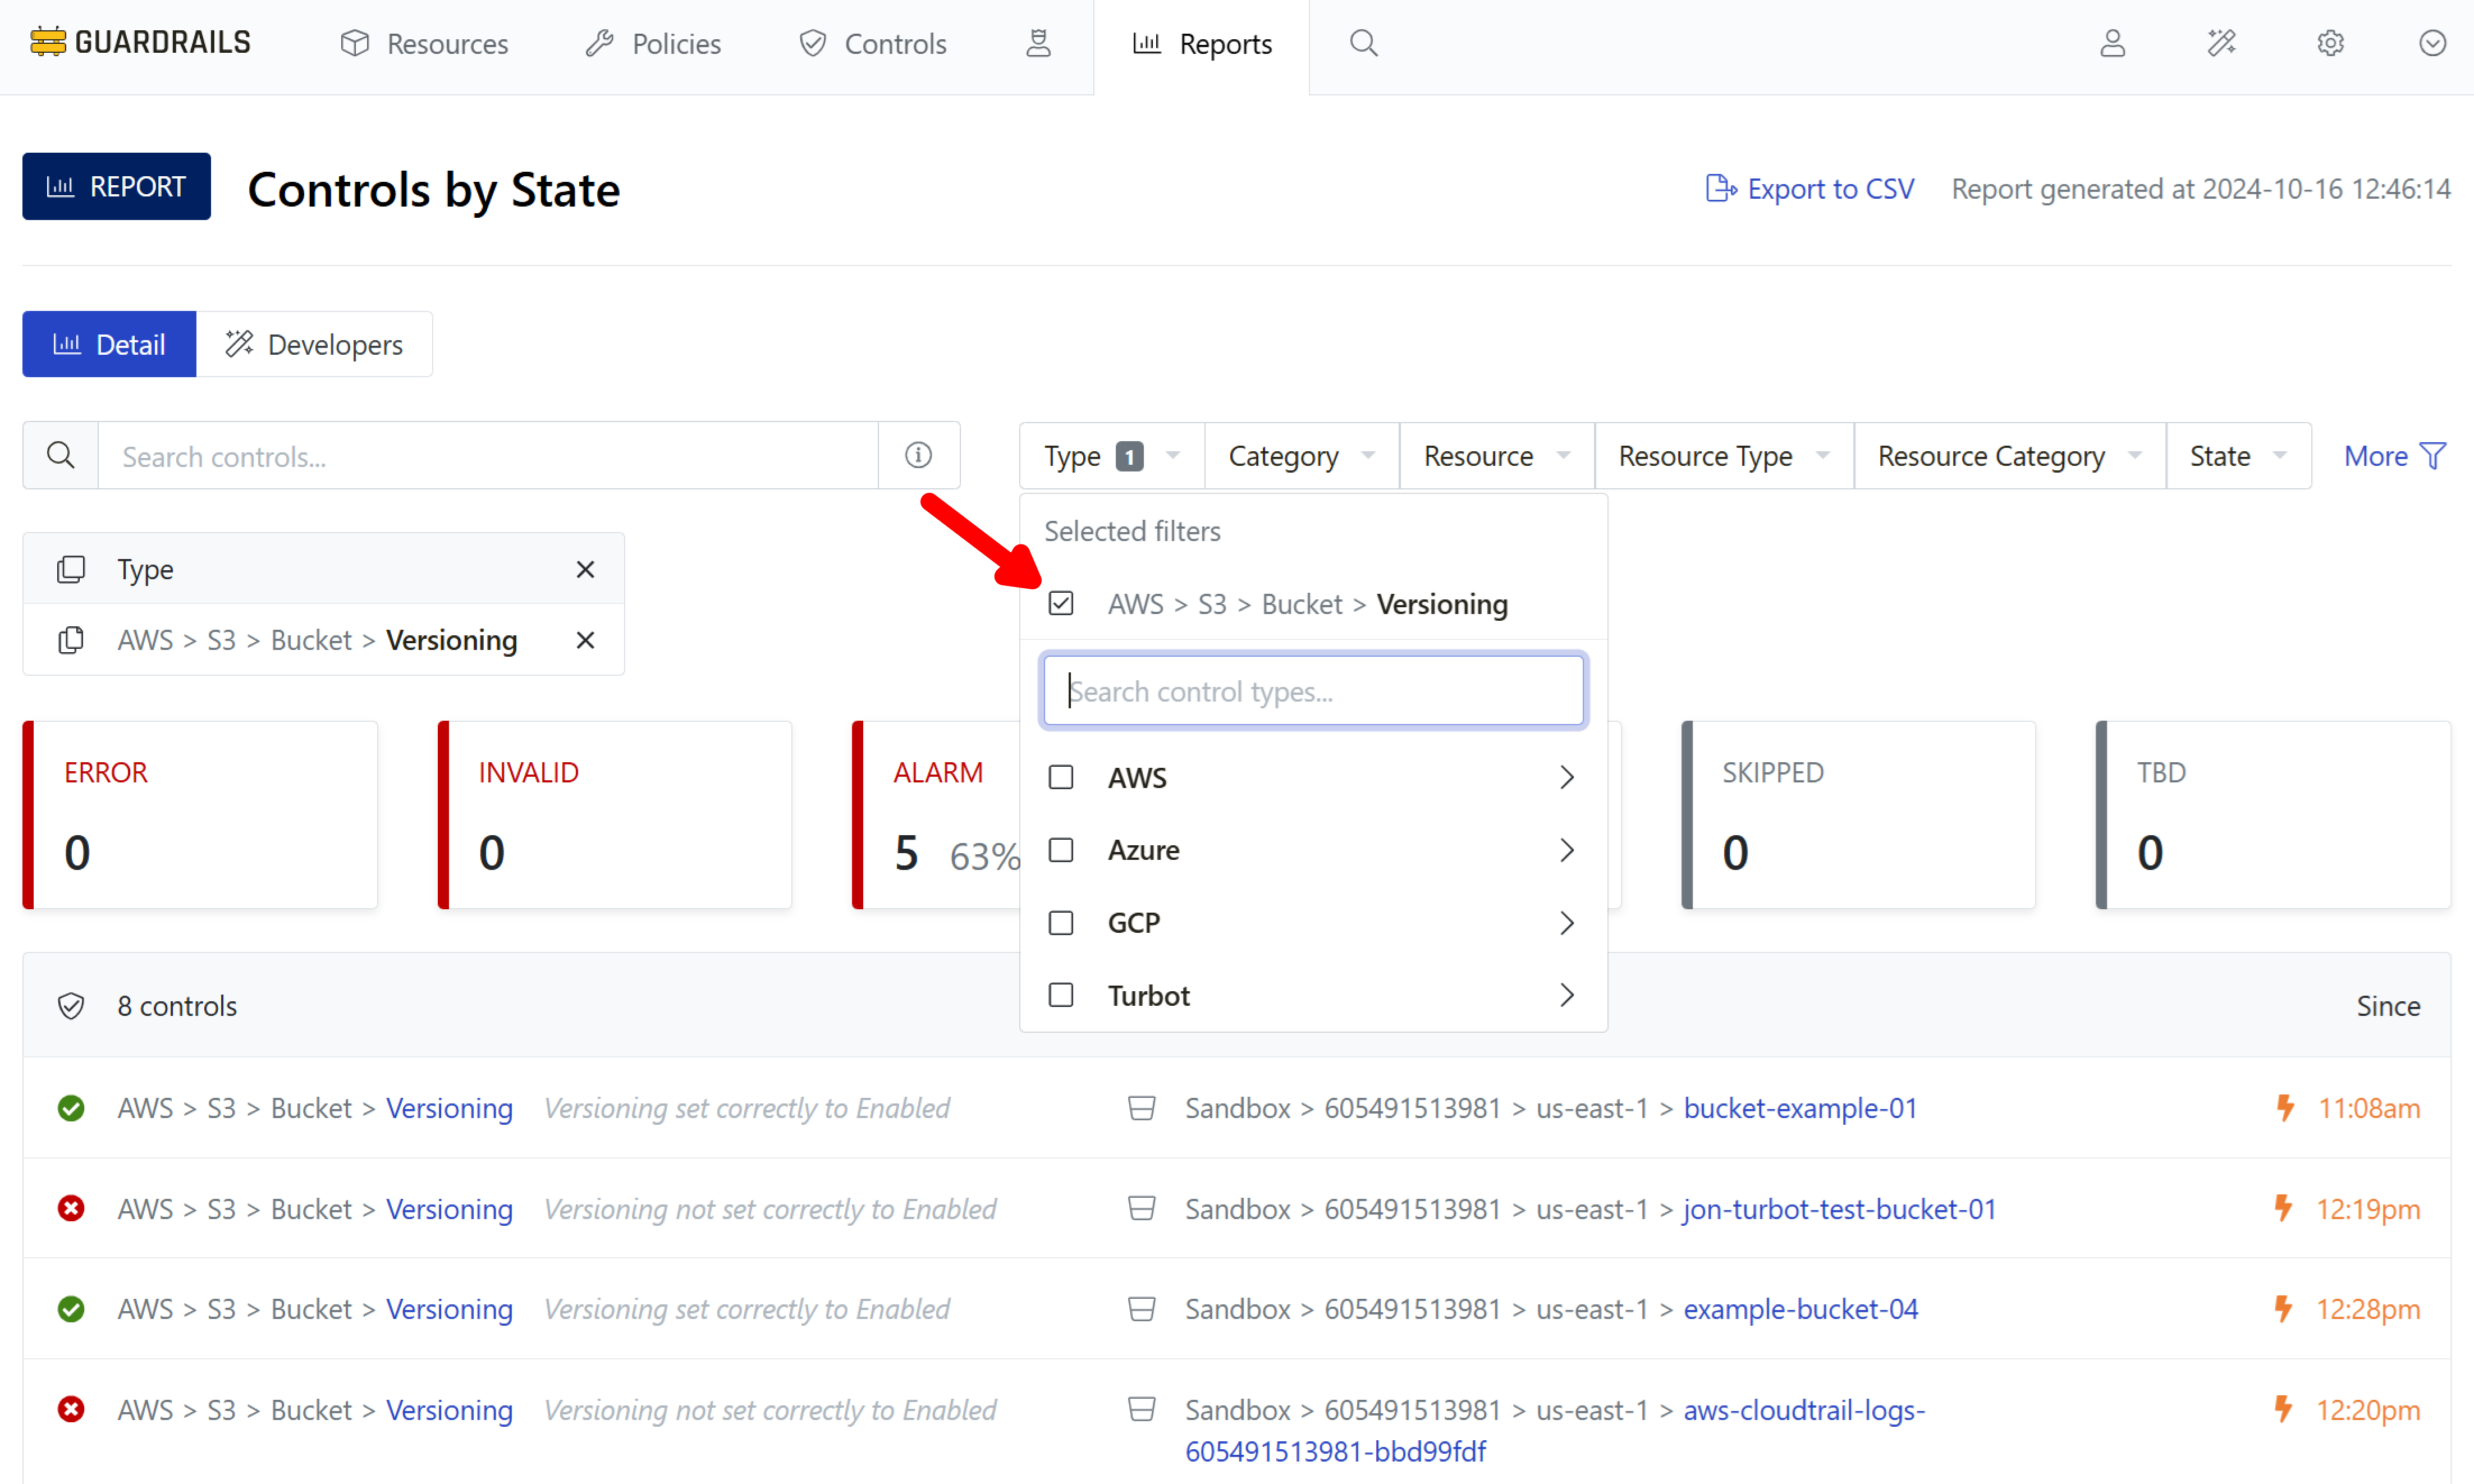 GUARDRAILS Resources Policies Controls Reports
REPORT Controls by State Export to CSV Report generated at 2024-10-16 12:46:14
Detail Developers
Search controls... Type 1 Category Resource Resource Type Resource Category State More
Selected filters
Type
AWS > S3 > Bucket > Versioning
AWS > S3 > Bucket > Versioning
Search control types...
ERROR INVALID ALARM SKIPPED TBD
0 0 5 63% 0 0
AWS
Azure
GCP
Turbot
8 controls Since
AWS > S3 > Bucket > Versioning Versioning set correctly to Enabled Sandbox > 605491513981 > us-east-1 > bucket-example-01 11:08am
AWS > S3 > Bucket > Versioning Versioning not set correctly to Enabled Sandbox > 605491513981 > us-east-1 > jon-turbot-test-bucket-01 12:19pm
AWS > S3 > Bucket > Versioning Versioning set correctly to Enabled Sandbox > 605491513981 > us-east-1 > example-bucket-04 12:28pm
AWS > S3 > Bucket > Versioning Versioning not set correctly to Enabled Sandbox > 605491513981 > us-east-1 > aws-cloudtrail-logs- 12:20pm
605491513981-bbd99fdf